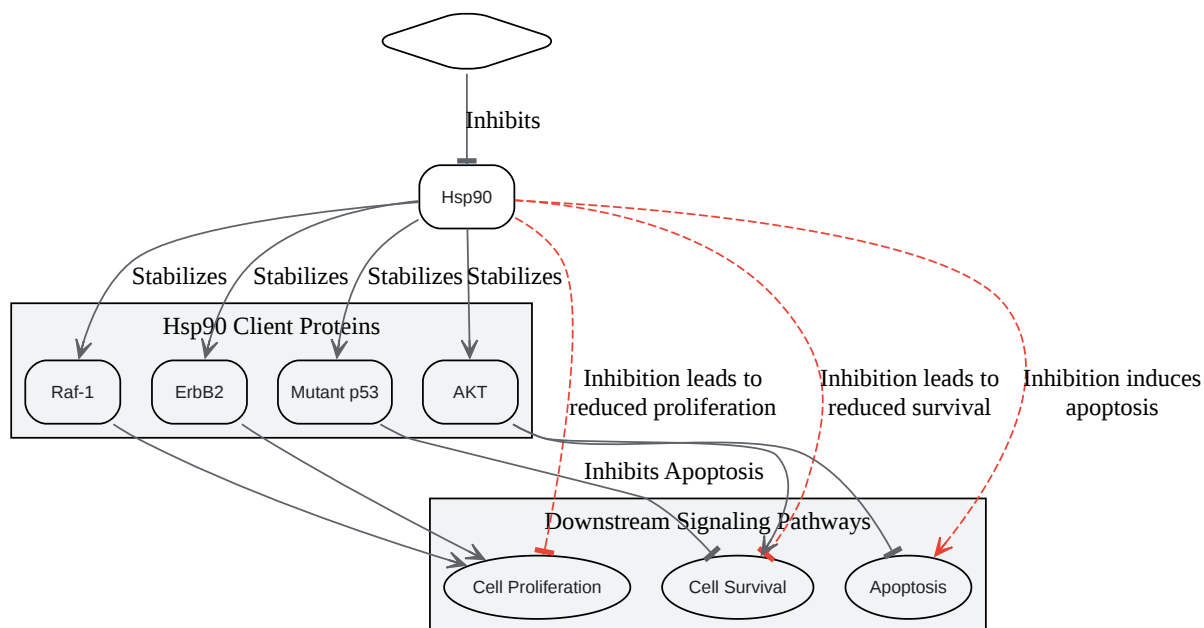 Inhibits
Hsp90
Stabilizes
Stabilizes
Stabilizes
Stabilizes
Hsp90 Client Proteins
Raf-1
ErbB2
Mutant p53
AKT
Inhibition leads to
reduced proliferation
Inhibition leads to
reduced survival
Inhibition induces
apoptosis
Inhibits Apoptosis
Downstream Signaling Pathways
Cell Proliferation
Cell Survival
Apoptosis